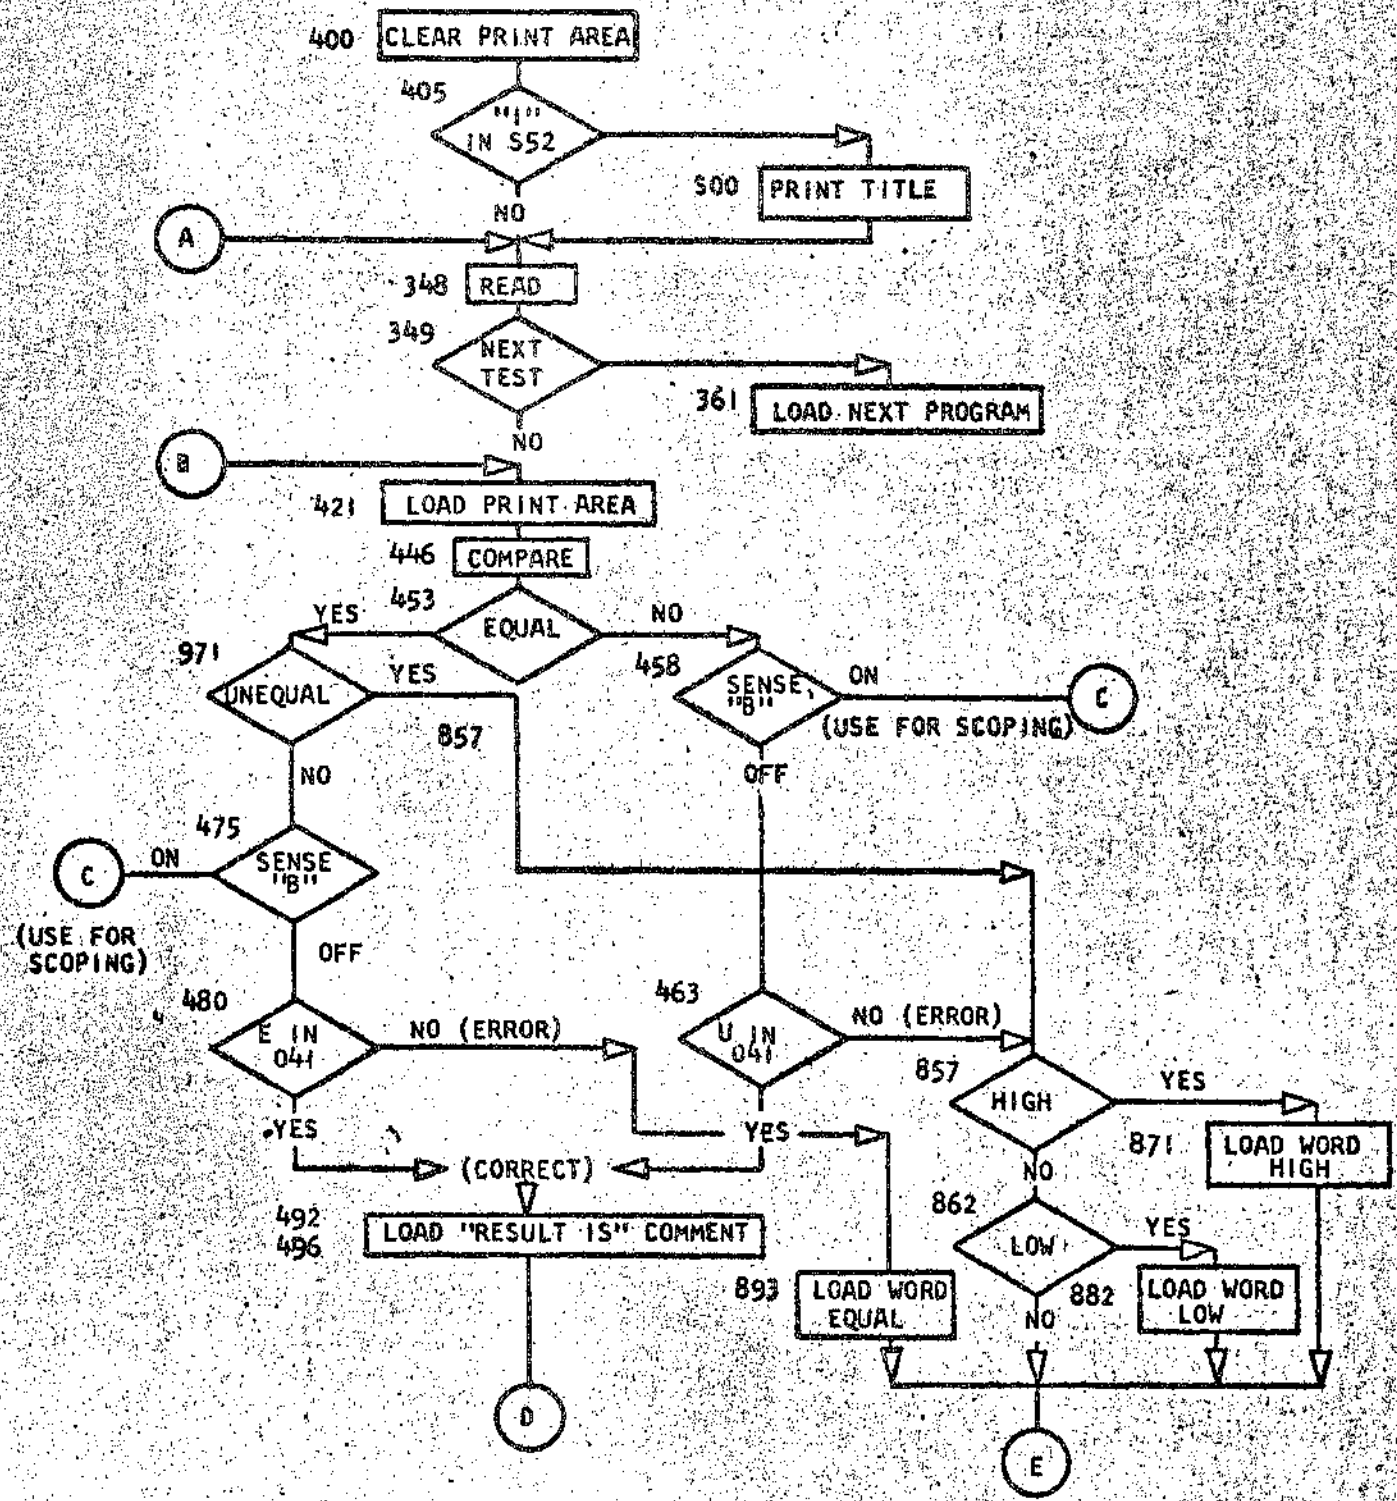 400 CLEAR PRINT AREA
405
"1"
IN S52
500 PRINT TITLE
NO
A
348 READ
349
NEXT
TEST
361 LOAD NEXT PROGRAM
NO
B
421 LOAD PRINT AREA
446 COMPARE
453
YES
EQUAL
NO
971
UNEQUAL
YES
458
SENSE
"B"
ON
C
(USE FOR SCOPING)
857
OFF
NO
475
SENSE
"B"
ON
C
(USE FOR
SCOPING)
OFF
480
E IN
041
NO (ERROR)
463
U IN
041
NO (ERROR)
857
HIGH
YES
871 LOAD WORD
HIGH
YES
YES
(CORRECT)
NO
492
496
LOAD "RESULT IS" COMMENT
862
LOW
YES
893 LOAD WORD
EQUAL
882 LOAD WORD
LOW
NO
D
E